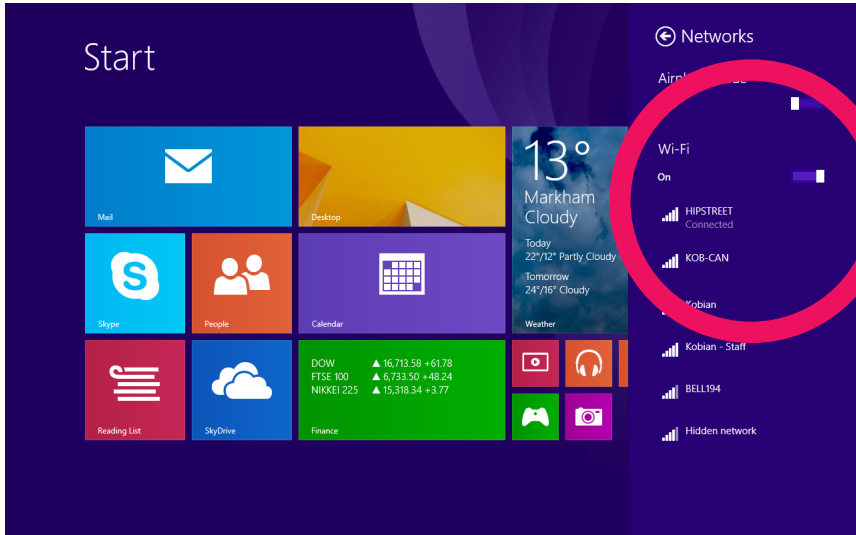 Start
Mail
Desktop
13°
Markham
Cloudy
Today
22°/12° Partly Cloudy
Tomorrow
24°/16° Cloudy
Weather
Skype
People
Calendar
Reading List
SkyDrive
DOW ▲ 16,713.58 +61.78
FTSE 100 ▲ 6,733.50 +48.24
NIKKEI 225 ▲ 15,318.34 +3.77
Finance
Networks
Wi-Fi
On
HIPSTREET
Connected
KOB-CAN
Kobian
Kobian - Staff
BELL194
Hidden network